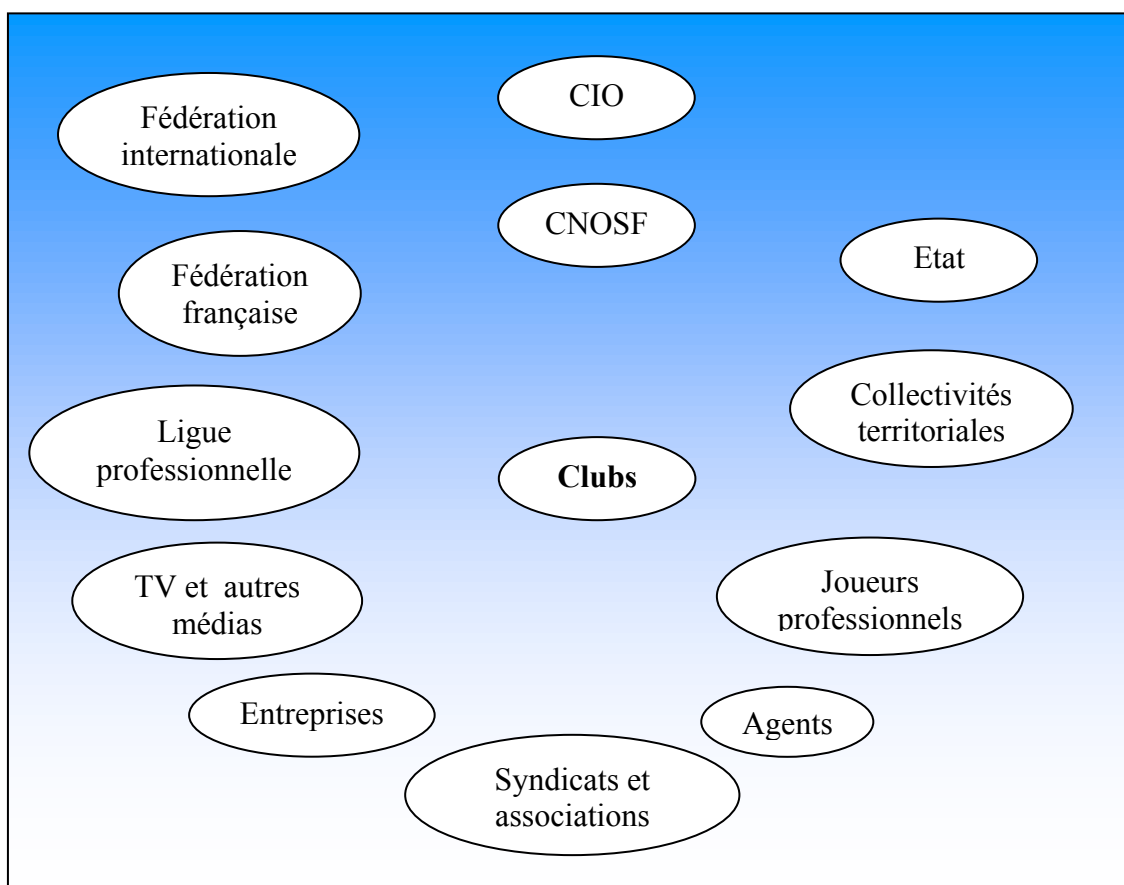 Fédération
internationale
CIO
CNOSF
Etat
Fédération
française
Collectivités
territoriales
Ligue
professionnelle
Clubs
TV et autres
médias
Joueurs
professionnels
Entreprises
Agents
Syndicats et
associations